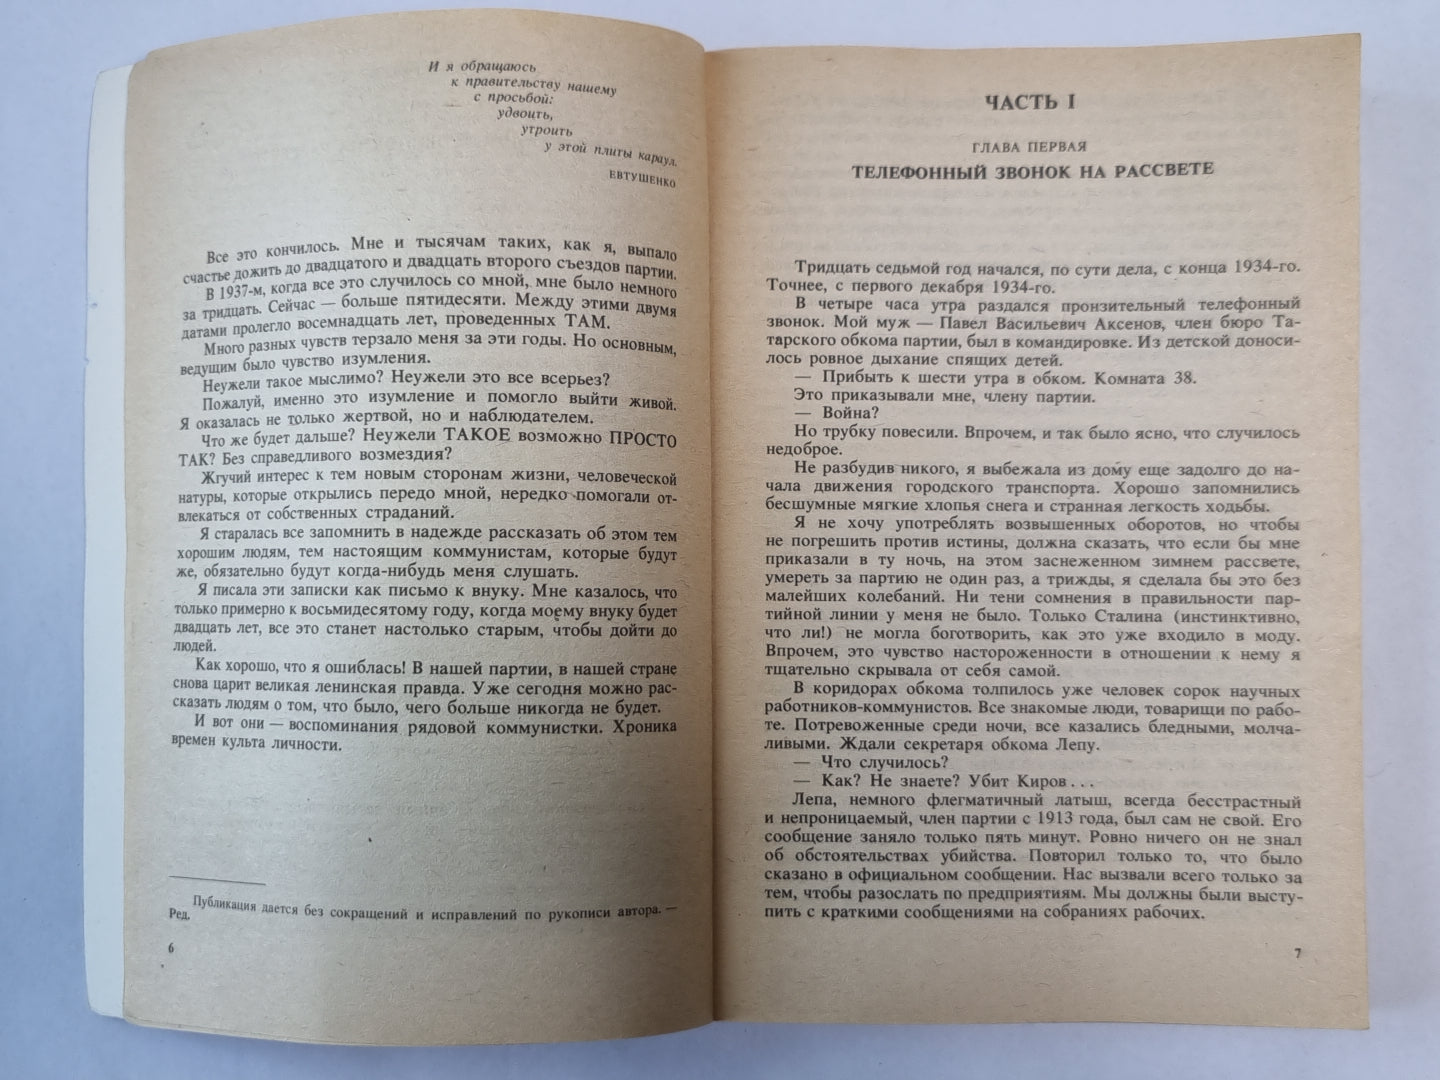 И я обращаюсь
к правительству нашему
с просьбой:
удвоить,
утроить
у этой плиты караул.
ЕВТУШЕНКО
Все это кончилось. Мне и тысячам таких, как я, выпало
счастье дожить до двадцатого и двадцать второго съездов партии.
В 1937-м, когда все это случилось со мной, мне было немного
за тридцать. Сейчас — больше пятидесяти. Между этими двумя
датами пролегло восемнадцать лет, проведенных ТАМ.
Много разных чувств терзало меня за эти годы. Но основным,
ведущим было чувство изумления.
Неужели такое мыслимо? Неужели это все всерьез?
Пожалуй, именно это изумление и помогло выйти живой.
Я оказалась не только жертвой, но и наблюдателем.
Что же будет дальше? Неужели ТАКОЕ возможно ПРОСТО
ТАК? Без справедливого возмездия?
Жгучий интерес к тем новым сторонам жизни, человеческой
натуры, которые открылись передо мной, нередко помогали от-
влекаться от собственных страданий.
Я старалась все запомнить в надежде рассказать об этом тем
хорошим людям, тем настоящим коммунистам, которые будут
же, обязательно будут когда-нибудь меня слушать.
Я писала эти записки как письмо к внуку. Мне казалось, что
только примерно к восьмидесятому году, когда моему внуку будет
двадцать лет, все это станет настолько старым, чтобы дойти до
людей.
Как хорошо, что я ошиблась! В нашей партии, в нашей стране
снова царит великая ленинская правда. Уже сегодня можно рас-
сказать людям о том, что было, чего больше никогда не будет.
И вот они — воспоминания рядовой коммунистки. Хроника
времен культа личности.
Публикация дается без сокращений и исправлений по рукописи автора. —
Ред.
6
ЧАСТЬ I
ГЛАВА ПЕРВАЯ
ТЕЛЕФОННЫЙ ЗВОНОК НА РАССВЕТЕ
Тридцать седьмой год начался, по сути дела, с конца 1934-го.
Точнее, с первого декабря 1934-го.
В четыре часа утра раздался пронзительный телефонный
звонок. Мой муж — Павел Васильевич Аксенов, член бюро Та-
тарского обкома партии, был в командировке. Из детской доноси-
лось ровное дыхание спящих детей.
— Прибыть к шести утра в обком. Комната 38.
Это приказывали мне, члену партии.
— Война?
Но трубку повесили. Впрочем, и так было ясно, что случилось
недоброе.
Не разбудив никого, я выбежала из дому еще задолго до на-
чала движения городского транспорта. Хорошо запомнились
бесшумные мягкие хлопья снега и странная легкость ходьбы.
Я не хочу употреблять возвышенных оборотов, но чтобы
не погрешить против истины, должна сказать, что если бы мне
приказали в ту ночь, на этом заснеженном зимнем рассвете,
умереть за партию не один раз, а трижды, я сделала бы это без
малейших колебаний. Ни тени сомнения в правильности пар-
тийной линии у меня не было. Только Сталина (инстинктивно,
что ли!) не могла боготворить, как это уже входило в моду.
Впрочем, это чувство настороженности в отношении к нему я
тщательно скрывала от себя самой.
В коридорах обкома толпилось уже человек сорок научных
работников-коммунистов. Все знакомые люди, товарищи по рабо-
те. Потревоженные среди ночи, все казались бледными, молча-
ливыми. Ждали секретаря обкома Лепу.
— Что случилось?
— Как? Не знаете? Убит Киров...
Лепа, немного флегматичный латыш, всегда бесстрастный
и непроницаемый, член партии с 1913 года, был сам не свой. Его
сообщение заняло только пять минут. Ровно ничего он не знал
об обстоятельствах убийства. Повторил только то, что было
сказано в официальном сообщении. Нас вызвали всего только за
тем, чтобы разослать по предприятиям. Мы должны были высту-
пить с краткими сообщениями на собраниях рабочих.
7